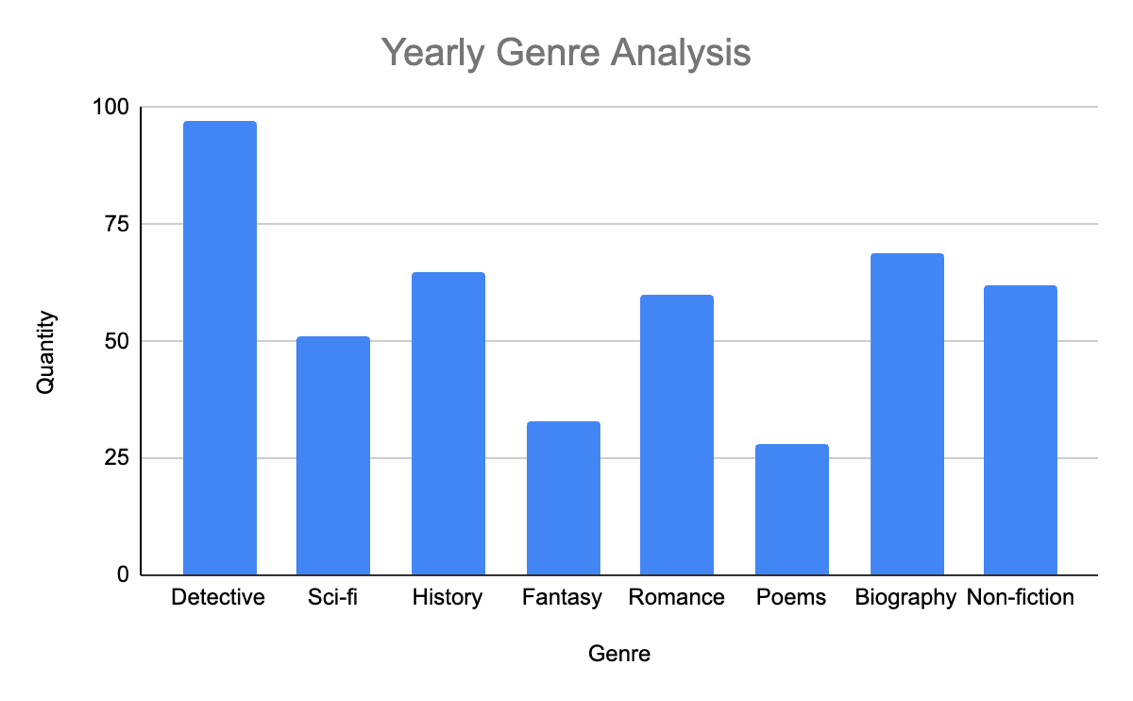 Yearly Genre Analysis
100
75
50
25
0
Quantity
Detective Sci-fi History Fantasy Romance Poems Biography Non-fiction
Genre